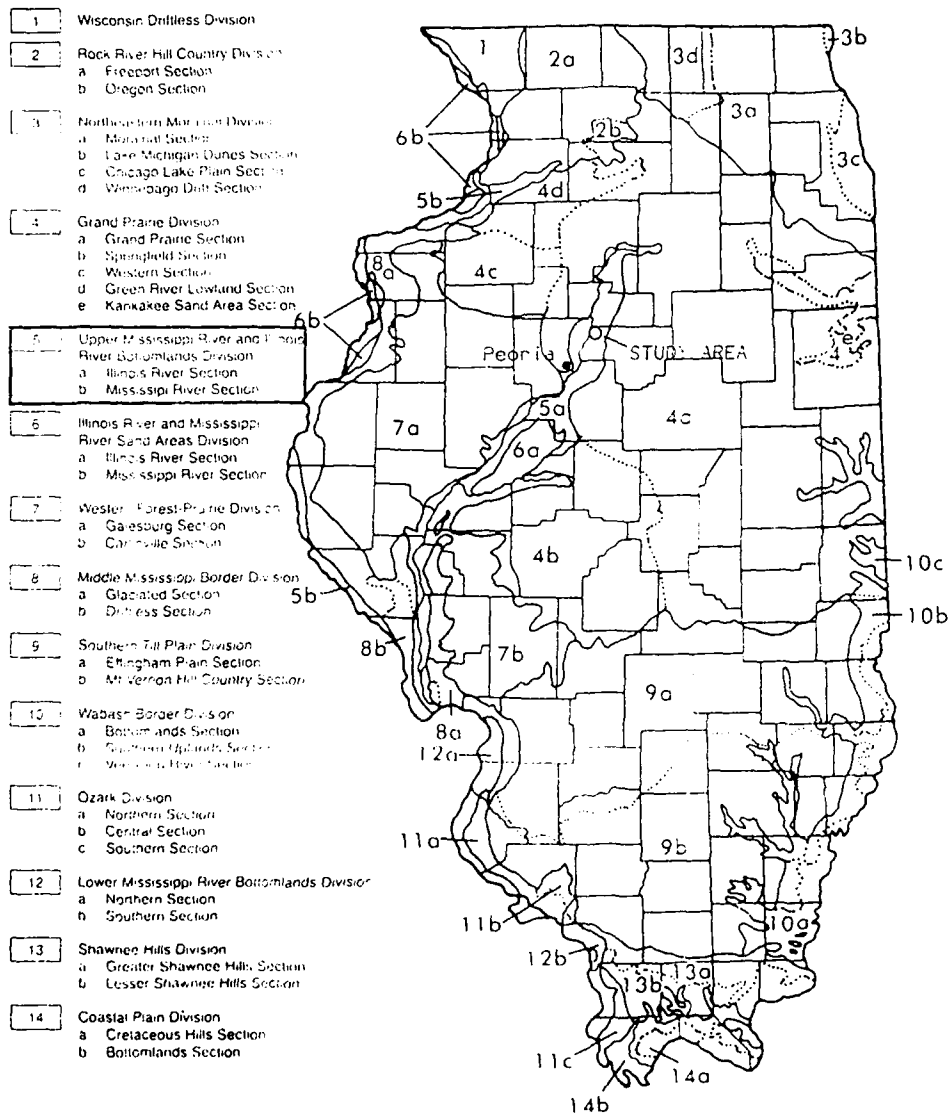 1 Wisconsin Driftless Division
2 Rock River Hill Country Division
a Freeport Section
b Oregon Section
3 Northeastern Morainal Division
a Morainal Section
b Lake Michigan Dunes Section
c Chicago Lake Plain Section
d Winnebago Drift Section
4 Grand Prairie Division
a Grand Prairie Section
b Springfield Section
c Western Section
d Green River Lowland Section
e Kankakee Sand Area Section
5 Upper Mississippi River and Illinois
River Bottomlands Division
a Illinois River Section
b Mississipi River Section
6 Illinois River and Mississippi
River Sand Areas Division
a Illinois River Section
b Mississippi River Section
7 Western Forest-Prairie Division
a Galesburg Section
b Carlinville Section
8 Middle Mississippi Border Division
a Glaciated Section
b Driftless Section
9 Southern Till Plain Division
a Effingham Plain Section
b Mt Vernon Hill Country Section
10 Wabash Border Division
a Bottomlands Section
b Southern Uplands Section
c Vermilion River Section
11 Ozark Division
a Northern Section
b Central Section
c Southern Section
12 Lower Mississippi River Bottomlands Division
a Northern Section
b Southern Section
13 Shawnee Hills Division
a Greater Shawnee Hills Section
b Lesser Shawnee Hills Section
14 Coastal Plain Division
a Cretaceous Hills Section
b Bottomlands Section
1
2a
3d
3b
3a
2b
3c
6b
5b
4d
8a
4c
6b
e
4
Peoria
STUDY AREA
5a
7a
6a
4a
4b
10c
5b
10b
8b
7b
9a
8a
12a
11a
9b
11b
10a
12b
13a
13b
11c
14a
14b